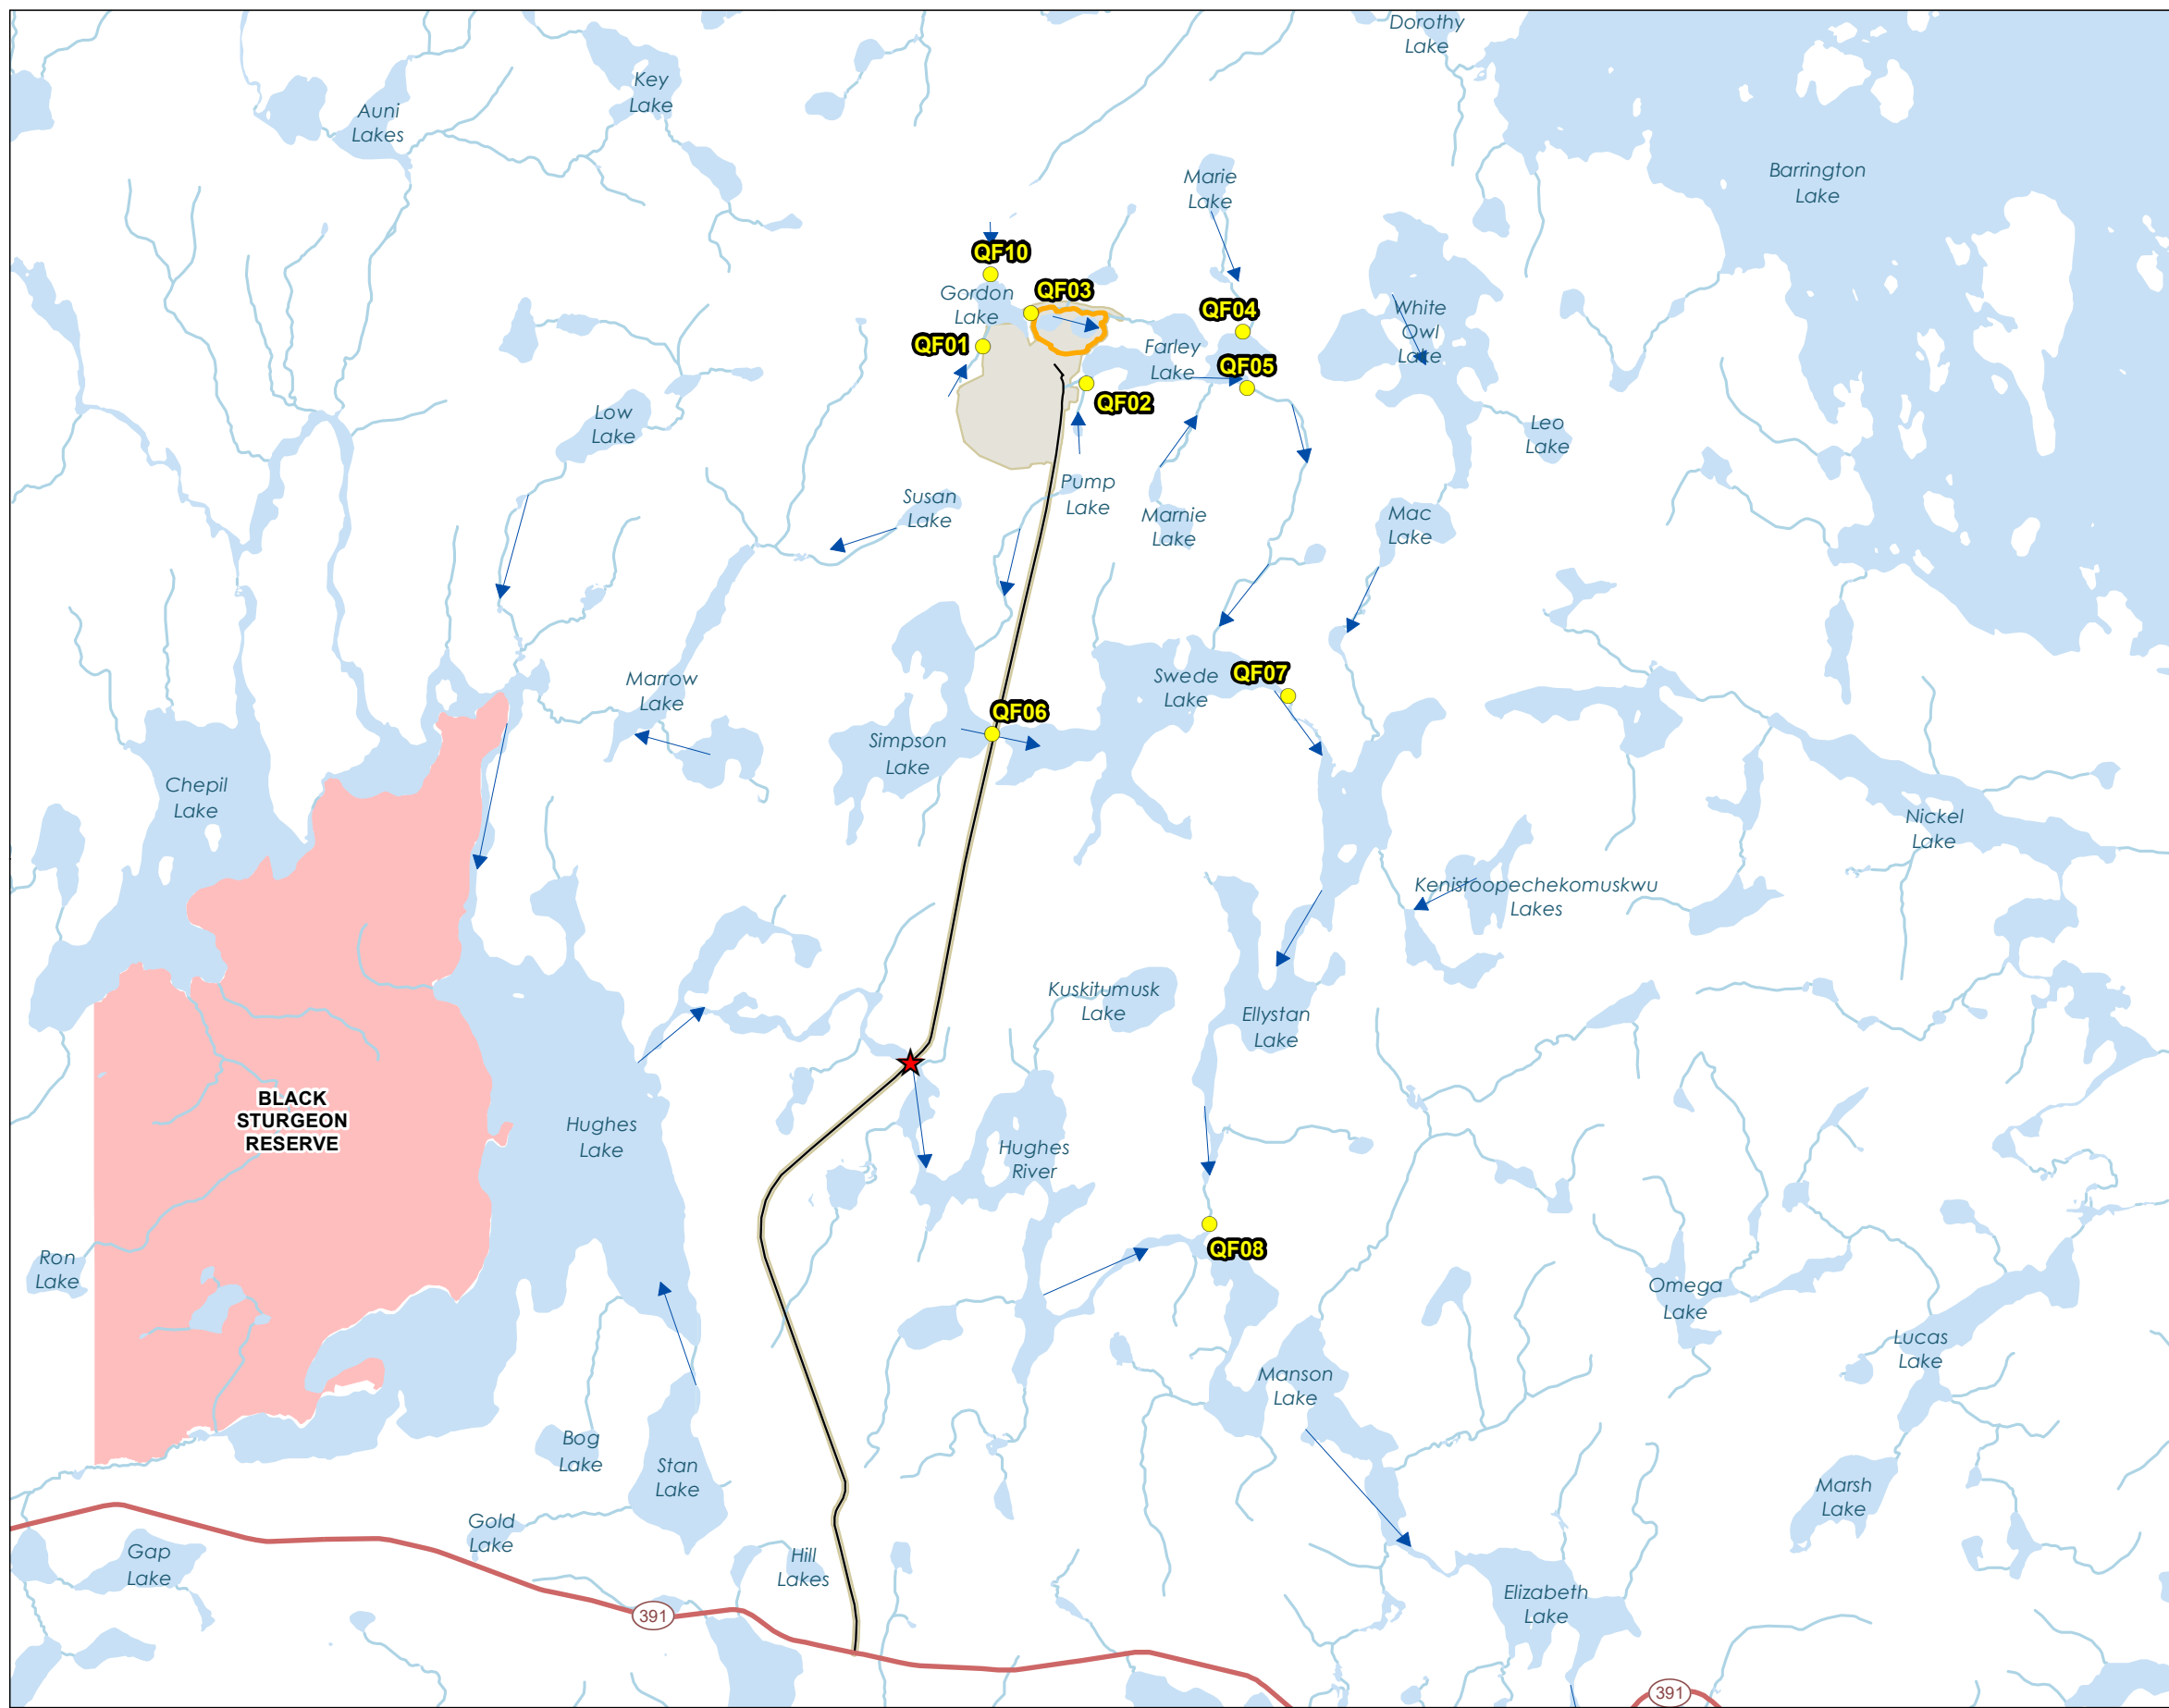 Dorothy
Lake
Key
Lake
Auni
Lakes
Barrington
Lake
Marie
Lake
QF10
QF03
Gordon
Lake
QF04
White
Owl
Lake
QF01
Farley
Lake
QF05
QF02
Low
Lake
Leo
Lake
Pump
Lake
Susan
Lake
Marnie
Lake
Mac
Lake
Marrow
Lake
Swede
Lake
QF07
QF06
Simpson
Lake
Chepil
Lake
Nickel
Lake
Kenistoopechekomuskwu
Lakes
Kuskitumusk
Lake
Ellystan
Lake
BLACK
STURGEON
RESERVE
Hughes
Lake
Hughes
River
QF08
Ron
Lake
Omega
Lake
Lucas
Lake
Manson
Lake
Bog
Lake
Stan
Lake
Marsh
Lake
Gold
Lake
Gap
Lake
Hill
Lakes
Elizabeth
Lake
391
391